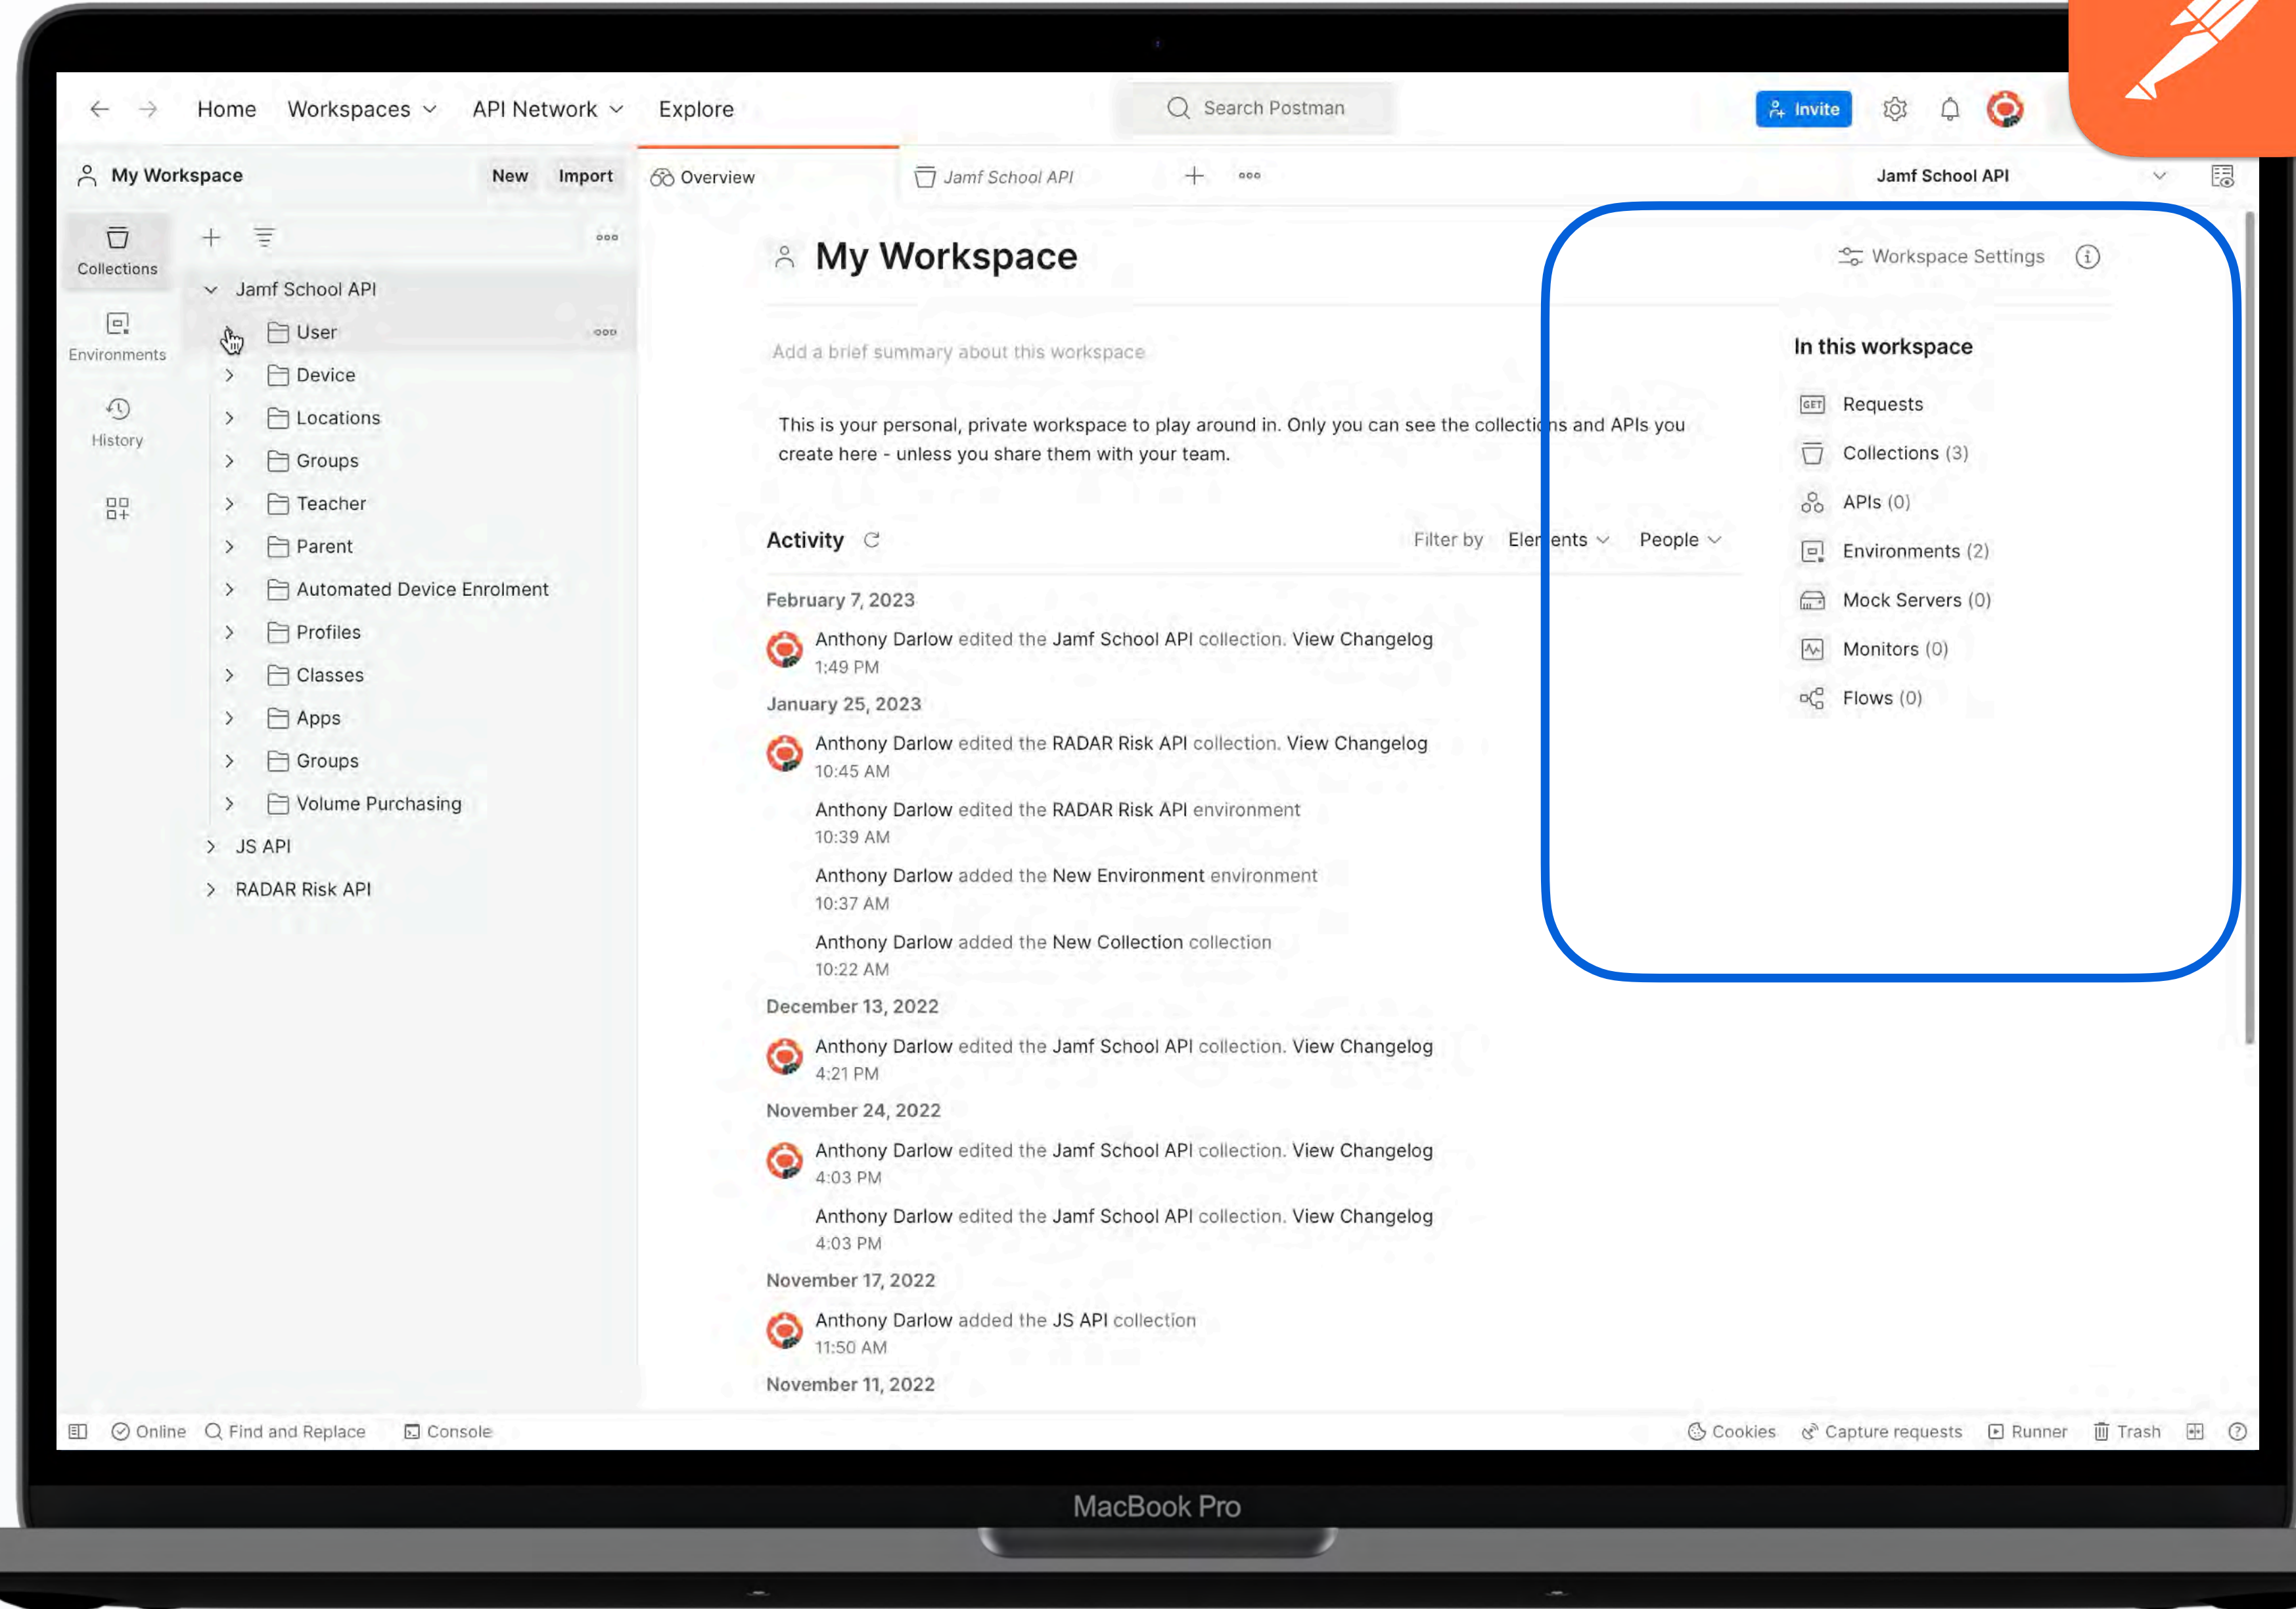 Home Workspaces API Network Explore Search Postman Invite
My Workspace New Import Overview Jamf School API Jamf School API
Collections
Environments
History
Jamf School API
User
Device
Locations
Groups
Teacher
Parent
Automated Device Enrolment
Profiles
Classes
Apps
Groups
Volume Purchasing
JS API
RADAR Risk API
My Workspace
Workspace Settings
Add a brief summary about this workspace
This is your personal, private workspace to play around in. Only you can see the collections and APIs you
create here - unless you share them with your team.
Activity Filter by Elements People
February 7, 2023
Anthony Darlow edited the Jamf School API collection. View Changelog
1:49 PM
January 25, 2023
Anthony Darlow edited the RADAR Risk API collection. View Changelog
10:45 AM
Anthony Darlow edited the RADAR Risk API environment
10:39 AM
Anthony Darlow added the New Environment environment
10:37 AM
Anthony Darlow added the New Collection collection
10:22 AM
December 13, 2022
Anthony Darlow edited the Jamf School API collection. View Changelog
4:21 PM
November 24, 2022
Anthony Darlow edited the Jamf School API collection. View Changelog
4:03 PM
Anthony Darlow edited the Jamf School API collection. View Changelog
4:03 PM
November 17, 2022
Anthony Darlow added the JS API collection
11:50 AM
November 11, 2022
In this workspace
GET Requests
Collections (3)
APIs (0)
Environments (2)
Mock Servers (0)
Monitors (0)
Flows (0)
Online Find and Replace Console Cookies Capture requests Runner Trash
MacBook Pro